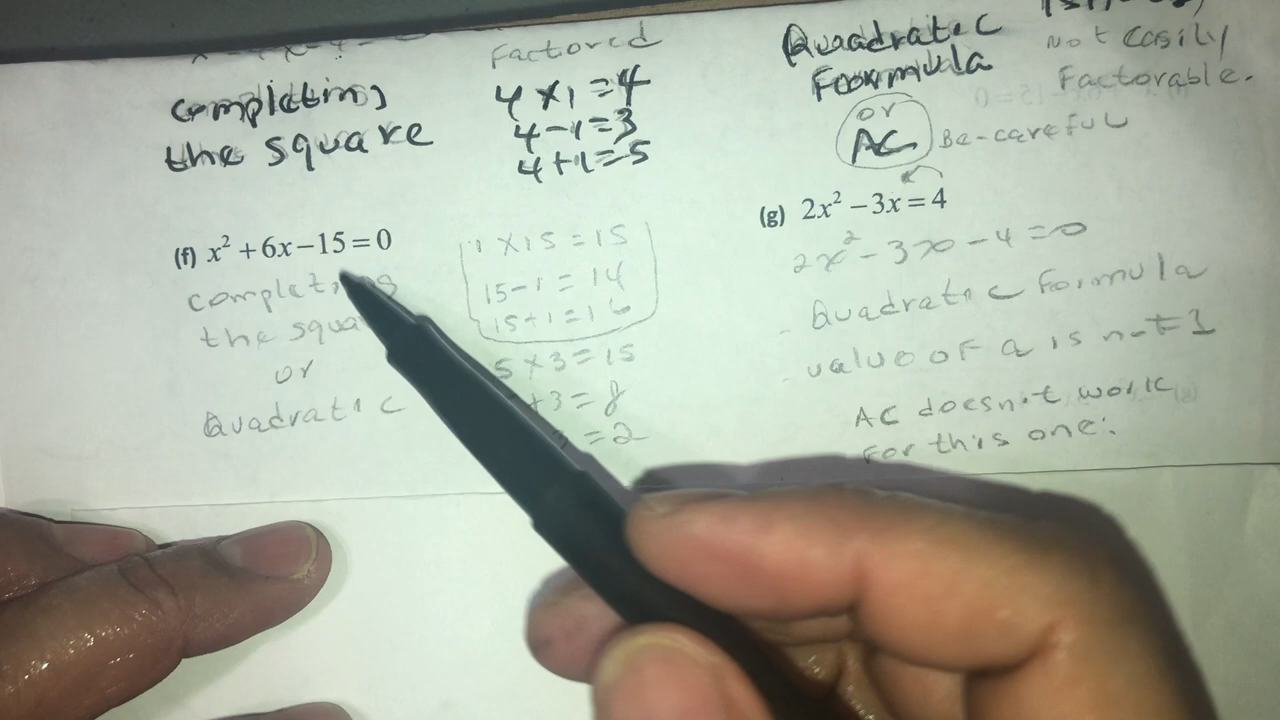 Factored
Quadratic
Formula
Not easily
Factorable.
completing
the square
4 × 1 = 4
4 - 1 = 3
4 + 1 = 5
or
AC
Be-careful
(f) x² + 6x − 15 = 0
1 × 15 = 15
15 - 1 = 14
15 + 1 = 16
5 × 3 = 15
+3 = 8
= 2
the
or
Quadratic
(g) 2x² − 3x = 4
2x² - 3x - 4 = 0
- Quadratic Formula
- value of a is not 1
AC doesn't work
For this one.